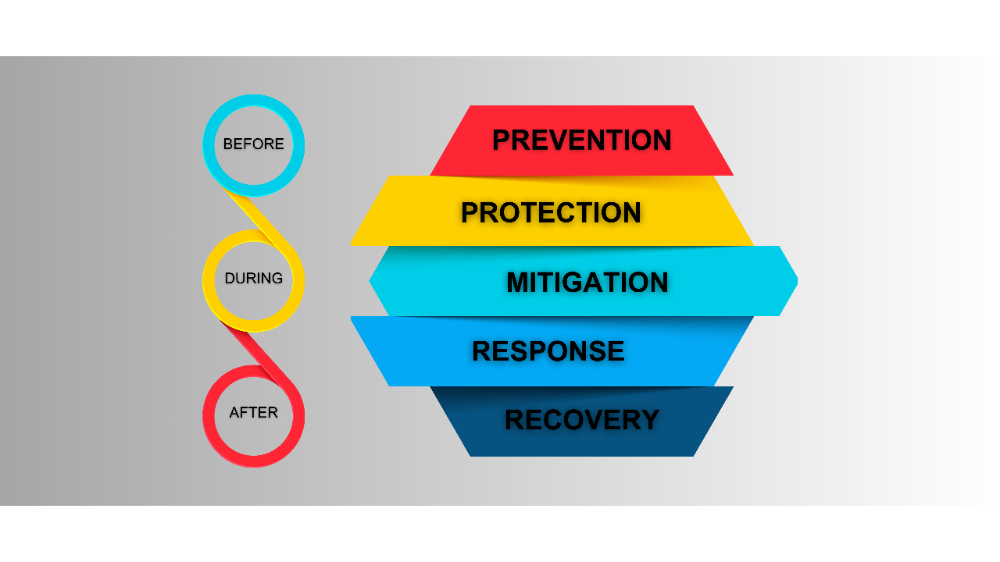 BEFORE
DURING
AFTER
PREVENTION
PROTECTION
MITIGATION
RESPONSE
RECOVERY